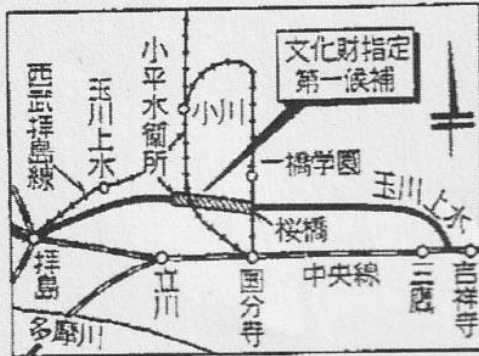 文化財指定
第一候補
小平水衛所
小川
玉川上水
西武拝島線
一橋学園
玉川上水
桜橋
拝島
立川
国分寺
中央線
三鷹
吉祥寺
多摩川